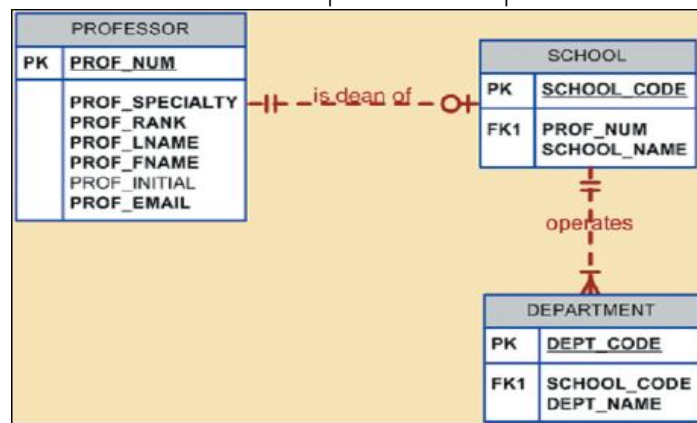 PROFESSOR
PK PROF_NUM
PROF_SPECIALTY
PROF_RANK
PROF_LNAME
PROF_FNAME
PROF_INITIAL
PROF_EMAIL
is dean of
SCHOOL
PK SCHOOL_CODE
FK1 PROF_NUM
SCHOOL_NAME
operates
DEPARTMENT
PK DEPT_CODE
FK1 SCHOOL_CODE
DEPT_NAME